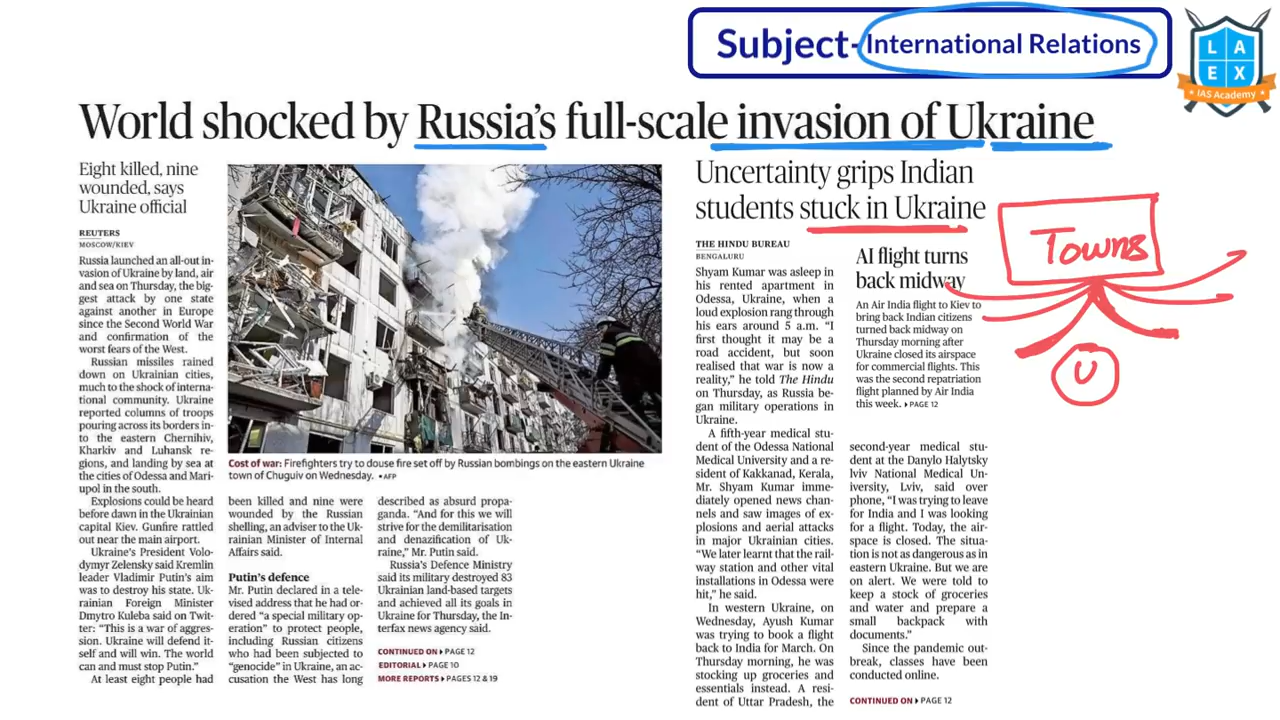 Subject-International Relations
L A
E X
IAS Academy
World shocked by Russia's full-scale invasion of Ukraine
Eight killed, nine
wounded, says
Ukraine official
REUTERS
MOSCOW/KIEV
Russia launched an all-out in-
vasion of Ukraine by land, air
and sea on Thursday, the big-
gest attack by one state
against another in Europe
since the Second World War
and confirmation of the
worst fears of the West.
Russian missiles rained
down on Ukrainian cities,
much to the shock of interna-
tional community. Ukraine
reported columns of troops
pouring across its borders in-
to the eastern Chernihiv,
Kharkiv and Luhansk re-
gions, and landing by sea at
the cities of Odessa and Mari-
upol in the south.
Explosions could be heard
before dawn in the Ukrainian
capital Kiev. Gunfire rattled
out near the main airport.
Ukraine's President Volo-
dymyr Zelensky said Kremlin
leader Vladimir Putin's aim
was to destroy his state. Uk-
rainian Foreign Minister
Dmytro Kuleba said on Twit-
ter: "This is a war of aggres-
sion. Ukraine will defend it-
self and will win. The world
can and must stop Putin."
At least eight people had
Cost of war: Firefighters try to douse fire set off by Russian bombings on the eastern Ukraine
town of Chuguiv on Wednesday. • AFP
been killed and nine were
wounded by the Russian
shelling, an adviser to the Uk-
rainian Minister of Internal
Affairs said.
Putin's defence
Mr. Putin declared in a tele-
vised address that he had or-
dered "a special military op-
eration" to protect people,
including Russian citizens
who had been subjected to
"genocide" in Ukraine, an ac-
cusation the West has long
described as absurd propa-
ganda. "And for this we will
strive for the demilitarisation
and denazification of Uk-
raine," Mr. Putin said.
Russia's Defence Ministry
said its military destroyed 83
Ukrainian land-based targets
and achieved all its goals in
Ukraine for Thursday, the In-
terfax news agency said.
CONTINUED ON ▸ PAGE 12
EDITORIAL ▸ PAGE 10
MORE REPORTS ▸ PAGES 12 & 19
Uncertainty grips Indian
students stuck in Ukraine
THE HINDU BUREAU
BENGALURU
Shyam Kumar was asleep in
his rented apartment in
Odessa, Ukraine, when a
loud explosion rang through
his ears around 5 a.m. "I
first thought it may be a
road accident, but soon
realised that war is now a
reality," he told The Hindu
on Thursday, as Russia be-
gan military operations in
Ukraine.
A fifth-year medical stu-
dent of the Odessa National
Medical University and a re-
sident of Kakkanad, Kerala,
Mr. Shyam Kumar imme-
diately opened news chan-
nels and saw images of ex-
plosions and aerial attacks
in major Ukrainian cities.
"We later learnt that the rail-
way station and other vital
installations in Odessa were
hit," he said.
In western Ukraine, on
Wednesday, Ayush Kumar
was trying to book a flight
back to India for March. On
Thursday morning, he was
stocking up groceries and
essentials instead. A resi-
dent of Uttar Pradesh, the
AI flight turns
back midway
An Air India flight to Kiev to
bring back Indian citizens
turned back midway on
Thursday morning after
Ukraine closed its airspace
for commercial flights. This
was the second repatriation
flight planned by Air India
this week. ▸ PAGE 12
second-year medical stu-
dent at the Danylo Halytsky
lviv National Medical Un-
iversity, Lviv, said over
phone, "I was trying to leave
for India and I was looking
for a flight. Today, the air-
space is closed. The situa-
tion is not as dangerous as in
eastern Ukraine. But we are
on alert. We were told to
keep a stock of groceries
and water and prepare a
small backpack with
documents."
Since the pandemic out-
break, classes have been
conducted online.
CONTINUED ON ▸ PAGE 12
Towns
U